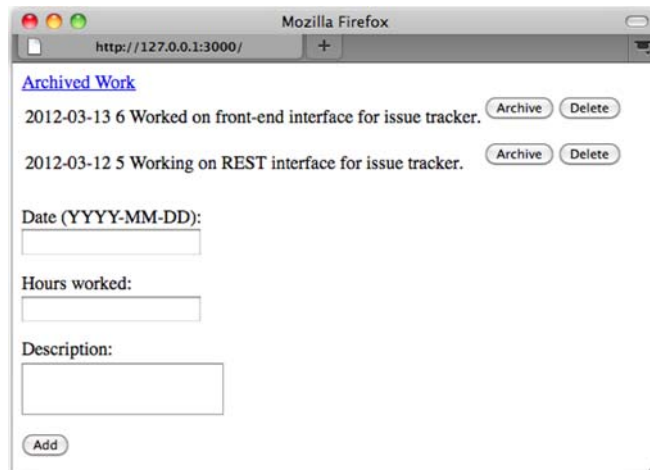 Mozilla Firefox
http://127.0.0.1:3000/ +
Archived Work
2012-03-13 6 Worked on front-end interface for issue tracker. Archive Delete
2012-03-12 5 Working on REST interface for issue tracker. Archive Delete
Date (YYYY-MM-DD):
Hours worked:
Description:
Add